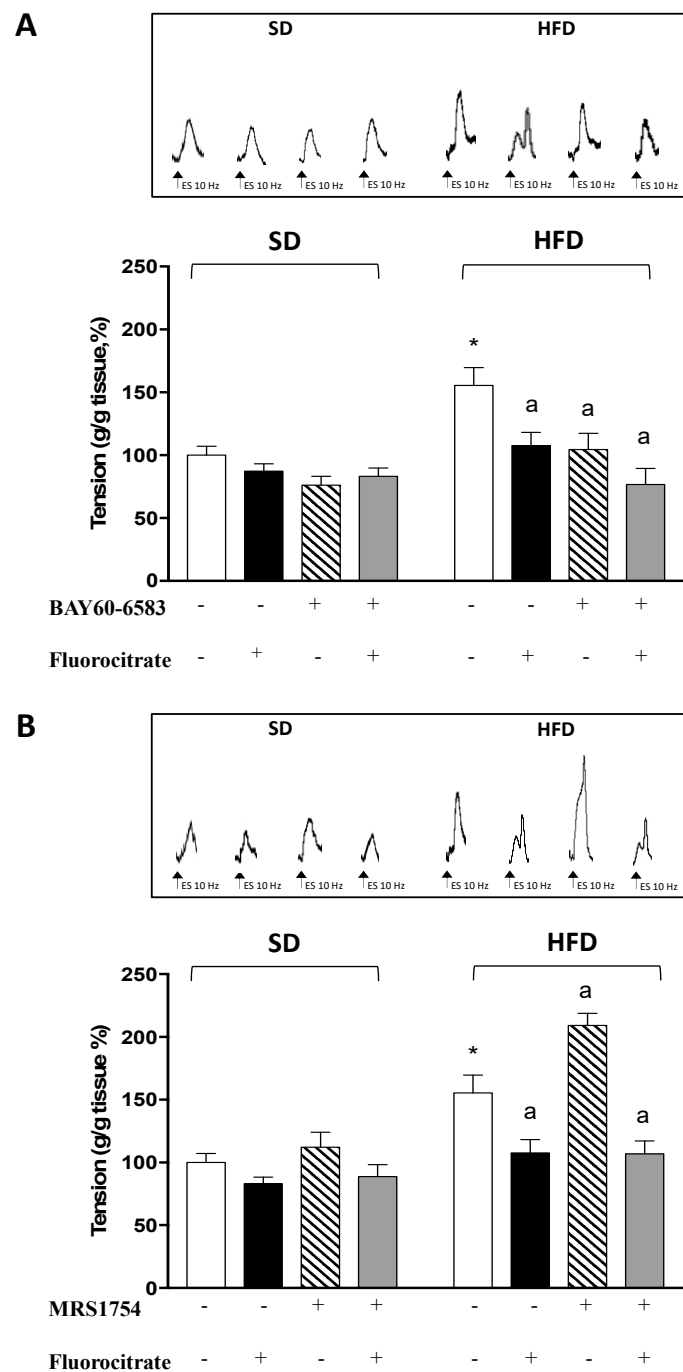 A
SD HFD
ES 10 Hz ES 10 Hz ES 10 Hz ES 10 Hz ES 10 Hz ES 10 Hz ES 10 Hz ES 10 Hz
SD HFD
Tension (g/g tissue,%)
250
200
150
100
50
0
* a a a
BAY60-6583 - - + + - - + +
Fluorocitrate - + - + - + - +
B
SD HFD
ES 10 Hz ES 10 Hz ES 10 Hz ES 10 Hz ES 10 Hz ES 10 Hz ES 10 Hz ES 10 Hz
SD HFD
Tension (g/g tissue %)
250
200
150
100
50
0
* a a a
MRS1754 - - + + - - + +
Fluorocitrate - + - + - + - +